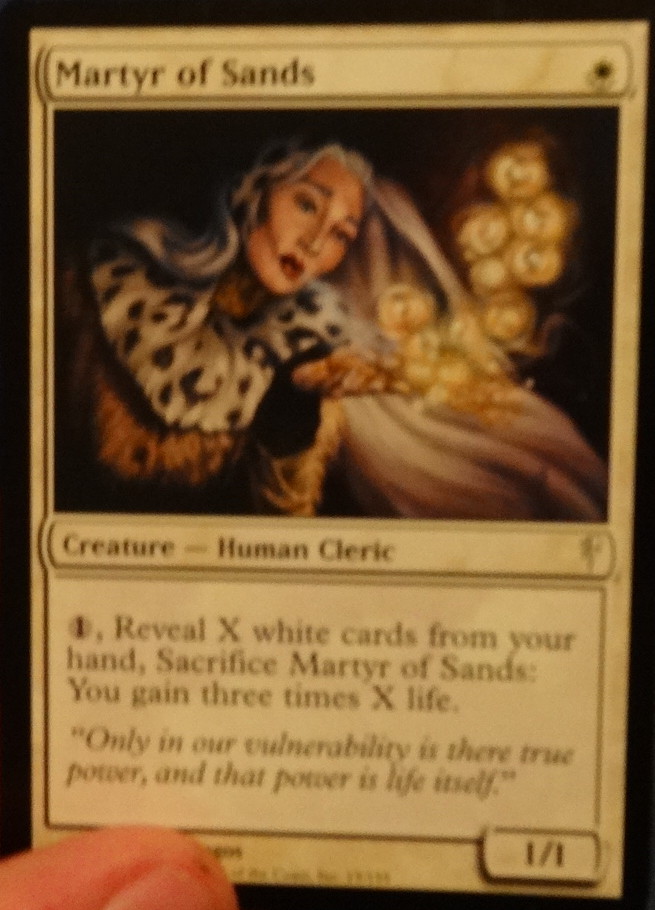 Martyr of Sands
Creature — Human Cleric
1, Reveal X white cards from your
hand, Sacrifice Martyr of Sands:
You gain three times X life.
"Only in our vulnerability is there true
power, and that power is life itself."
1/1